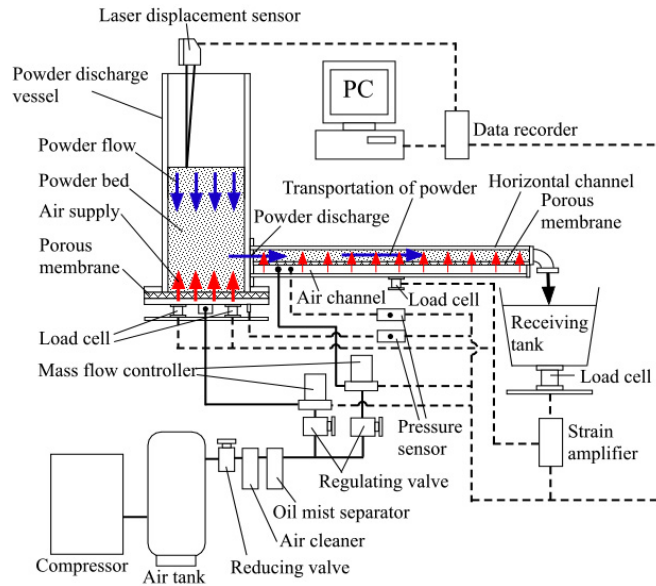 Laser displacement sensor
Powder discharge
vessel
PC
Data recorder
Powder flow
Powder bed
Air supply
Porous
membrane
Transportation of powder
Powder discharge
Horizontal channel
Porous
membrane
Air channel
Load cell
Receiving
tank
Load cell
Load cell
Mass flow controller
Pressure
sensor
Strain
amplifier
Regulating valve
Oil mist separator
Air cleaner
Reducing valve
Compressor
Air tank